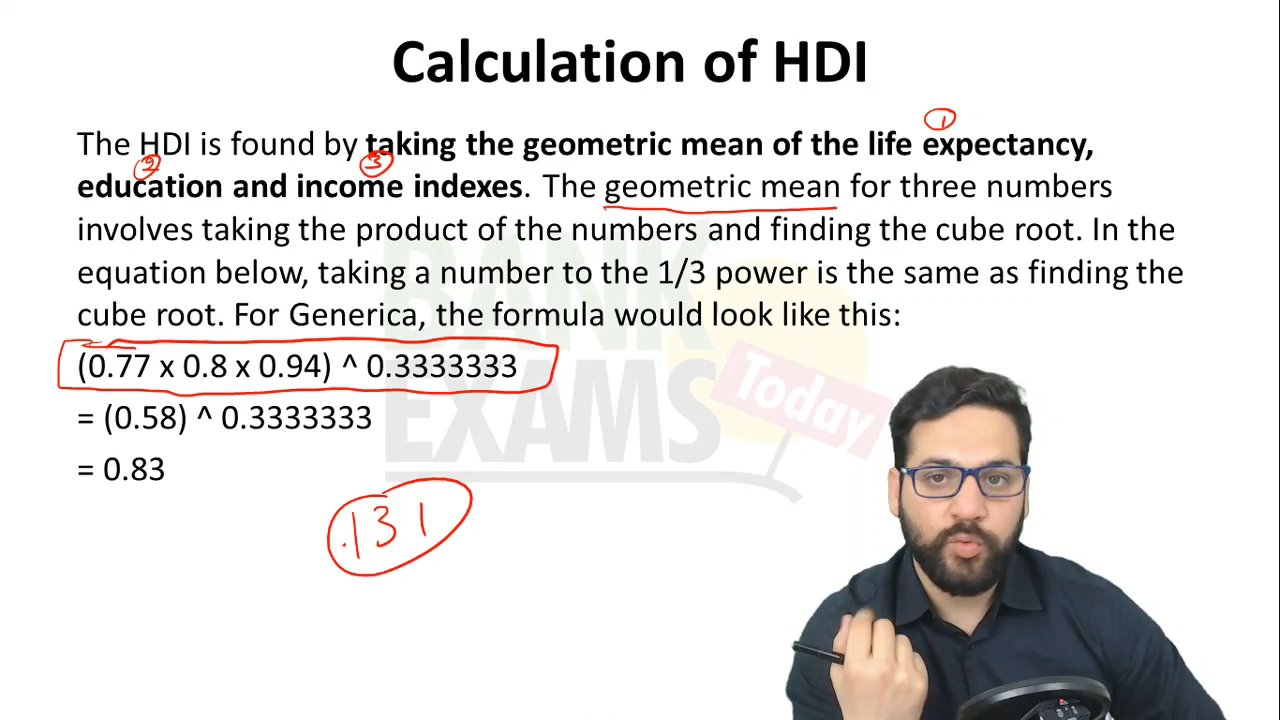 Calculation of HDI
1
The HDI is found by taking the geometric mean of the life expectancy,
2 3
education and income indexes. The geometric mean for three numbers
involves taking the product of the numbers and finding the cube root. In the
equation below, taking a number to the 1/3 power is the same as finding the
cube root. For Generica, the formula would look like this:
(0.77 x 0.8 x 0.94) ^ 0.3333333
= (0.58) ^ 0.3333333
= 0.83
131
BANK
EXAMS
Today